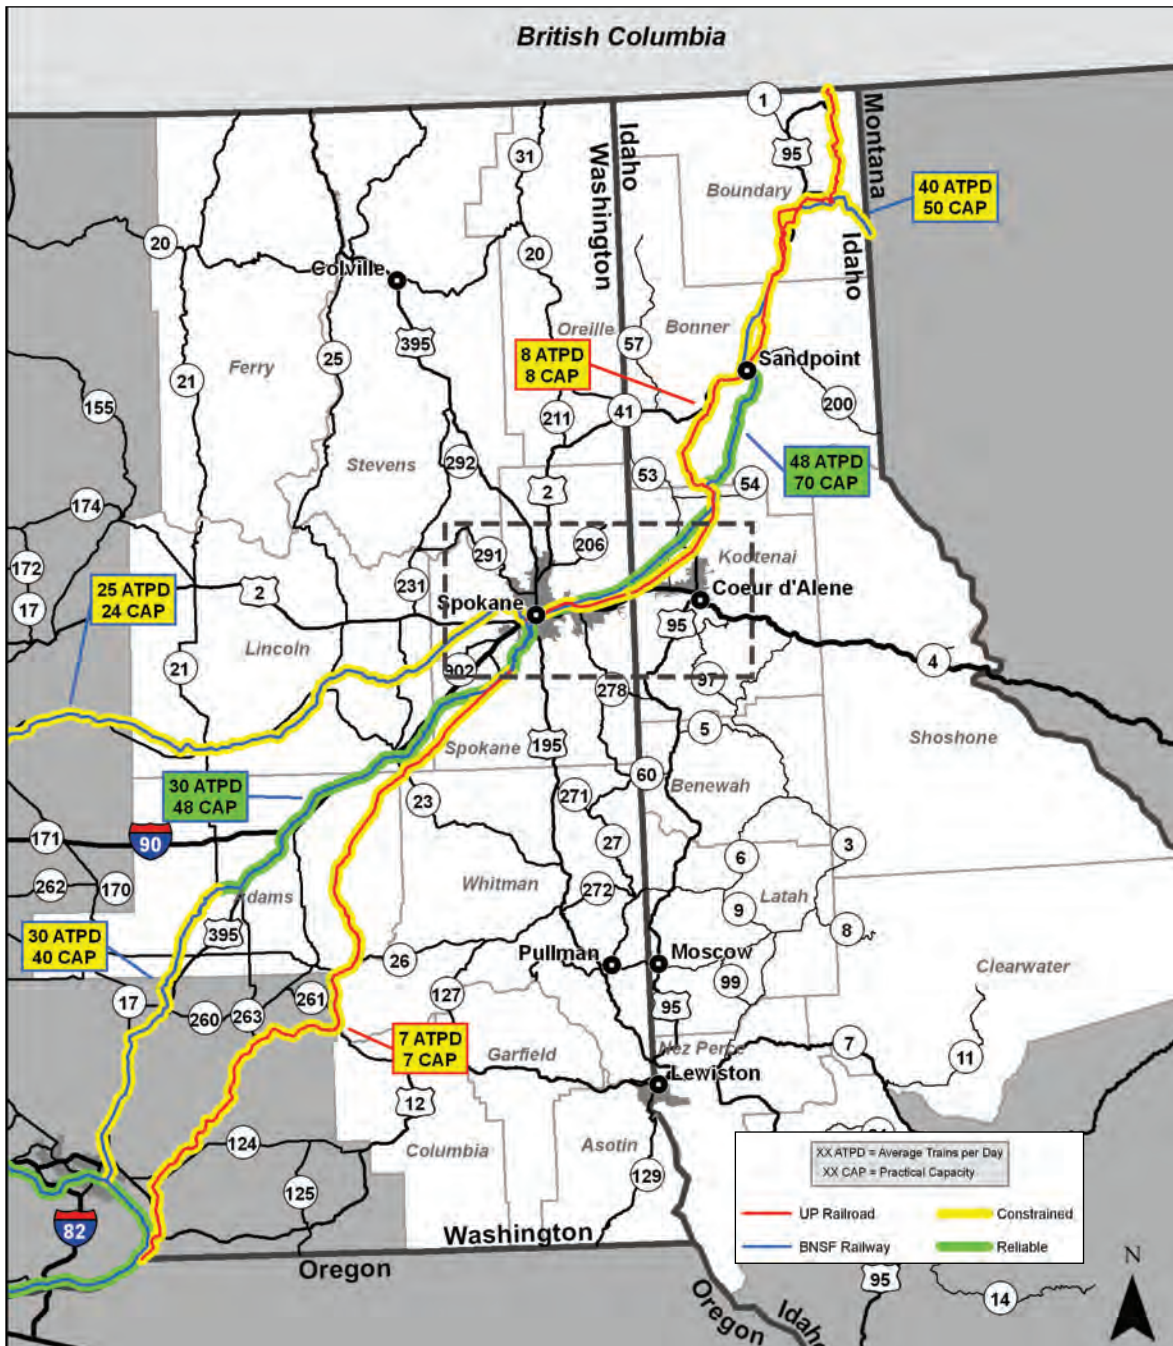 British Columbia
1
Montana
95
31
Idaho
Washington
Boundary
40 ATPD
50 CAP
20
20
Idaho
Colville
395
Oreille
57
Bonner
Sandpoint
8 ATPD
8 CAP
25
Ferry
21
155
41
211
200
292
Stevens
48 ATPD
70 CAP
53
54
2
174
291
206
Kootenai
172
25 ATPD
24 CAP
2
231
17
Spokane
Coeur d'Alene
95
Lincoln
21
902
97
4
278
5
Spokane
195
Shoshone
60
Benewah
30 ATPD
48 CAP
23
271
171
90
27
6
3
262
170
dams
Whitman
272
Latah
9
8
30 ATPD
40 CAP
395
26
Pullman
Moscow
99
Clearwater
17
260
263
261
127
95
7 ATPD
7 CAP
Garfield
Nez Perce
7
11
Lewiston
12
124
Columbia
Asotin
129
125
82
Washington
Oregon
XX ATPD = Average Trains per Day
XX CAP = Practical Capacity
UP Railroad
Constrained
BNSF Railway
Reliable
95
14
Oregon
Idaho
N